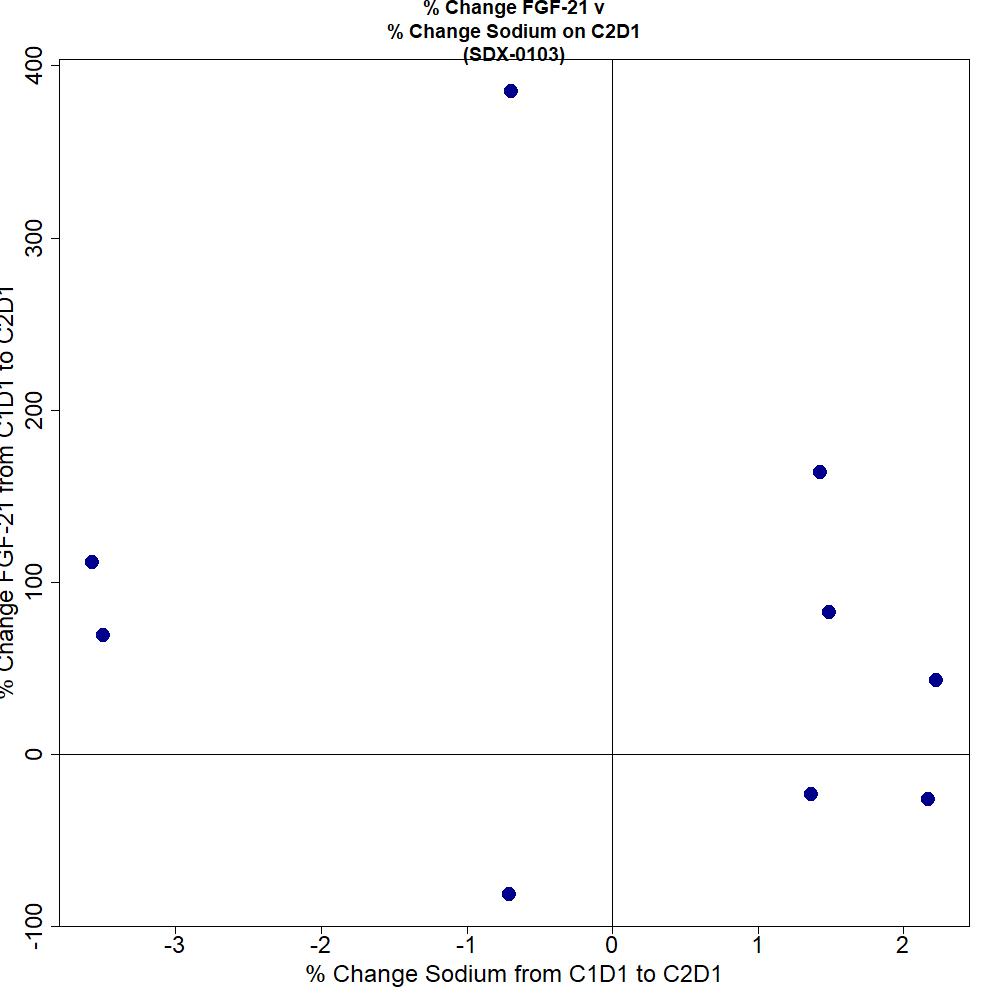 % Change FGF-21 v
% Change Sodium on C2D1
(SDX-0103)
% Change FGF-21 from C1D1 to C2D1
400
300
200
100
0
-100
-3
-2
-1
0
1
2
% Change Sodium from C1D1 to C2D1